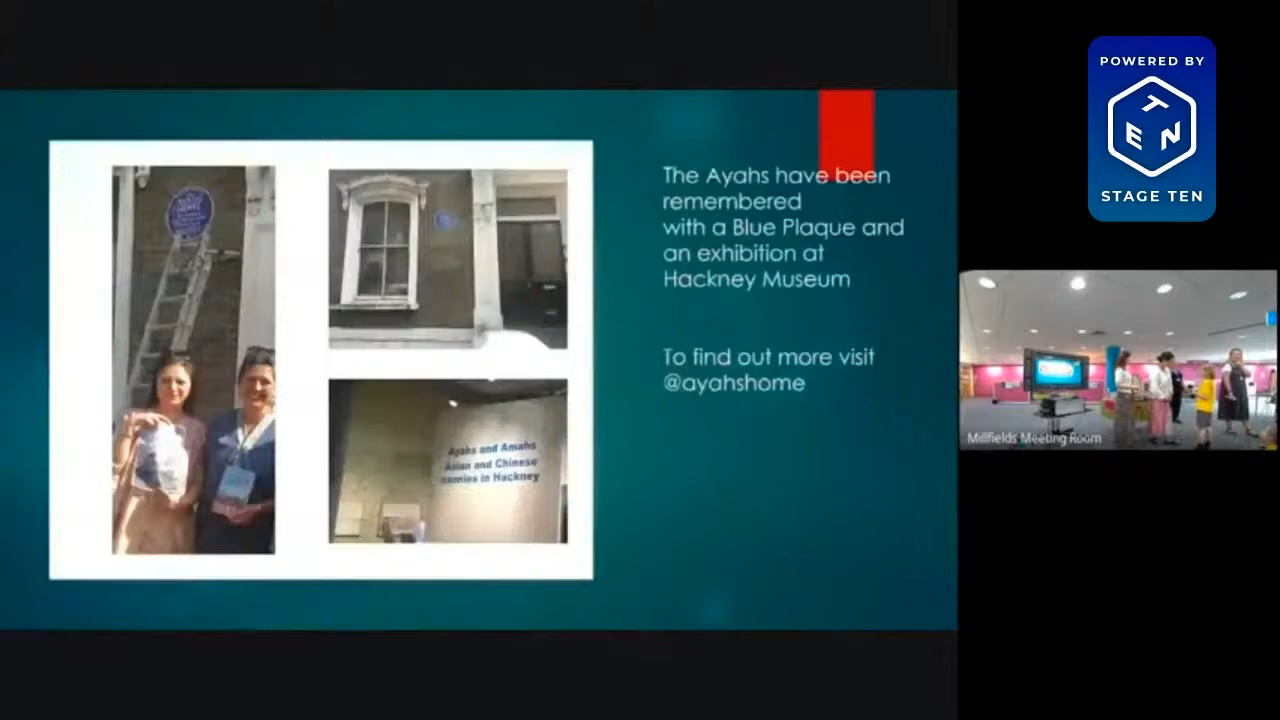 The Ayahs have been
remembered
with a Blue Plaque and
an exhibition at
Hackney Museum
To find out more visit
@ayahshome
Ayahs and Amahs
Asian and Chinese
nannies in Hackney
POWERED BY
TEN
STAGE TEN
Millfields Meeting Room